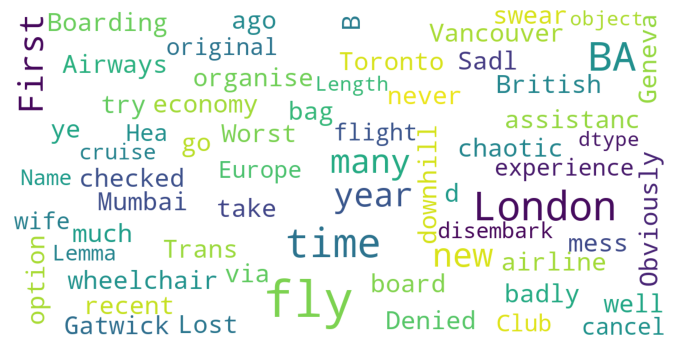 First
Boarding
ago
B
swear
object
original
Vancouver
Airways
Toronto
Sadl
BA
Geneva
organise
Length
British
try
economy
bag
never
assistanc
ye
Hea
go
Worst
flight
dtype
cruise
chaotic
Name
checked
Europe
many
downhill
experience
Obviously
Mumbai
take
year
d
London
wife
much
time
disembark
mess
option
Lemma
Trans
new
airline
wheelchair
via
fly
board
badly
recent
well
Gatwick
Lost
Denied
Club
cancel